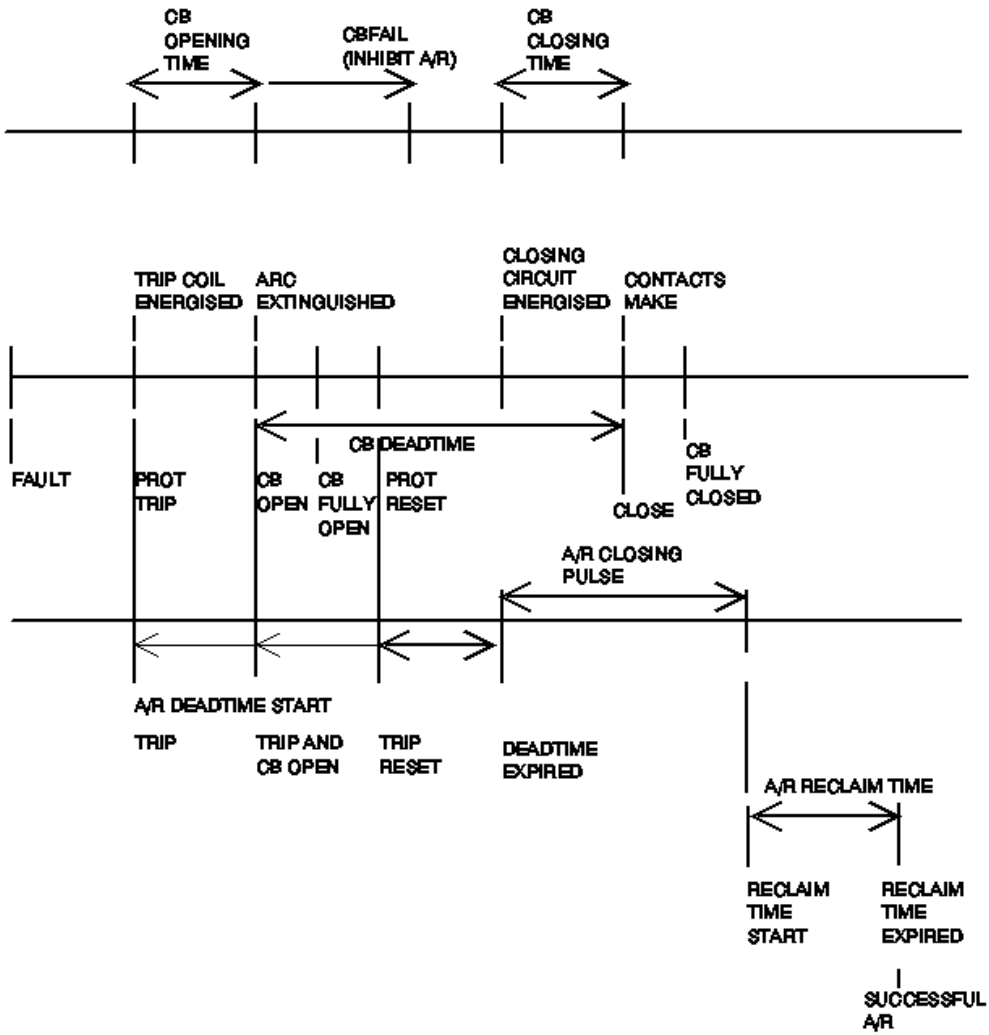 CB
OPENING
TIME
CBFAIL
(INHIBIT A/R)
CB
CLOSING
TIME
TRIP COIL
ENERGISED
ARC
EXTINGUISHED
CLOSING
CIRCUIT
ENERGISED
CONTACTS
MAKE
CB DEADTIME
FAULT
PROT
TRIP
CB
OPEN
CB
FULLY
OPEN
PROT
RESET
CLOSE
CB
FULLY
CLOSED
A/R CLOSING
PULSE
A/R DEADTIME START
TRIP
TRIP AND
CB OPEN
TRIP
RESET
DEADTIME
EXPIRED
A/R RECLAIM TIME
RECLAIM
TIME
START
RECLAIM
TIME
EXPIRED
SUCCESSFUL
A/R